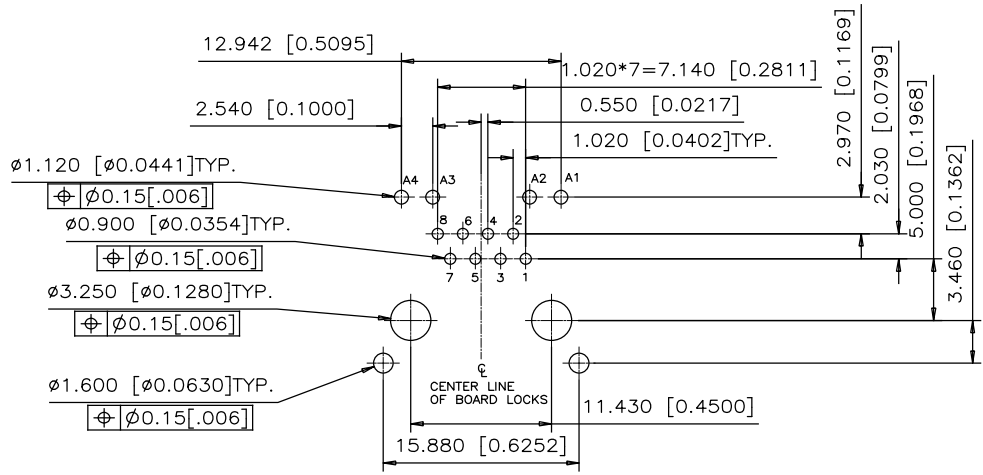 12.942 [0.5095]
1.020*7=7.140 [0.2811]
2.540 [0.1000]
0.550 [0.0217]
1.020 [0.0402]TYP.
2.970 [0.1169]
2.030 [0.0799]
5.000 [0.1968]
3.460 [0.1362]
ø1.120 [ø0.0441]TYP.
⌖ Ø0.15[.006]
A4 A3 A2 A1
ø0.900 [ø0.0354]TYP.
⌖ Ø0.15[.006]
8 6 4 2
7 5 3 1
ø3.250 [ø0.1280]TYP.
⌖ Ø0.15[.006]
ø1.600 [ø0.0630]TYP.
⌖ Ø0.15[.006]
℄
CENTER LINE
OF BOARD LOCKS
11.430 [0.4500]
15.880 [0.6252]